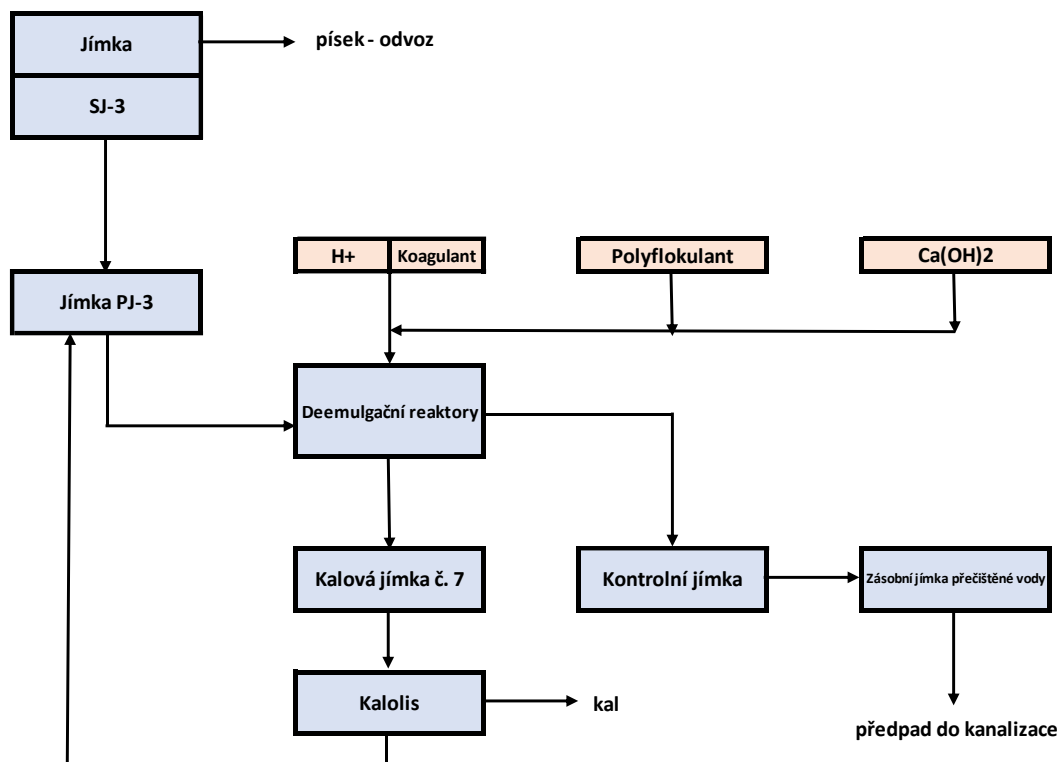 Jímka
písek - odvoz
SJ-3
H+
Koagulant
Polyflokulant
Ca(OH)2
Jímka PJ-3
Deemulgační reaktory
Kalová jímka č. 7
Kontrolní jímka
Zásobní jímka přečištěné vody
Kalolis
kal
předpad do kanalizace